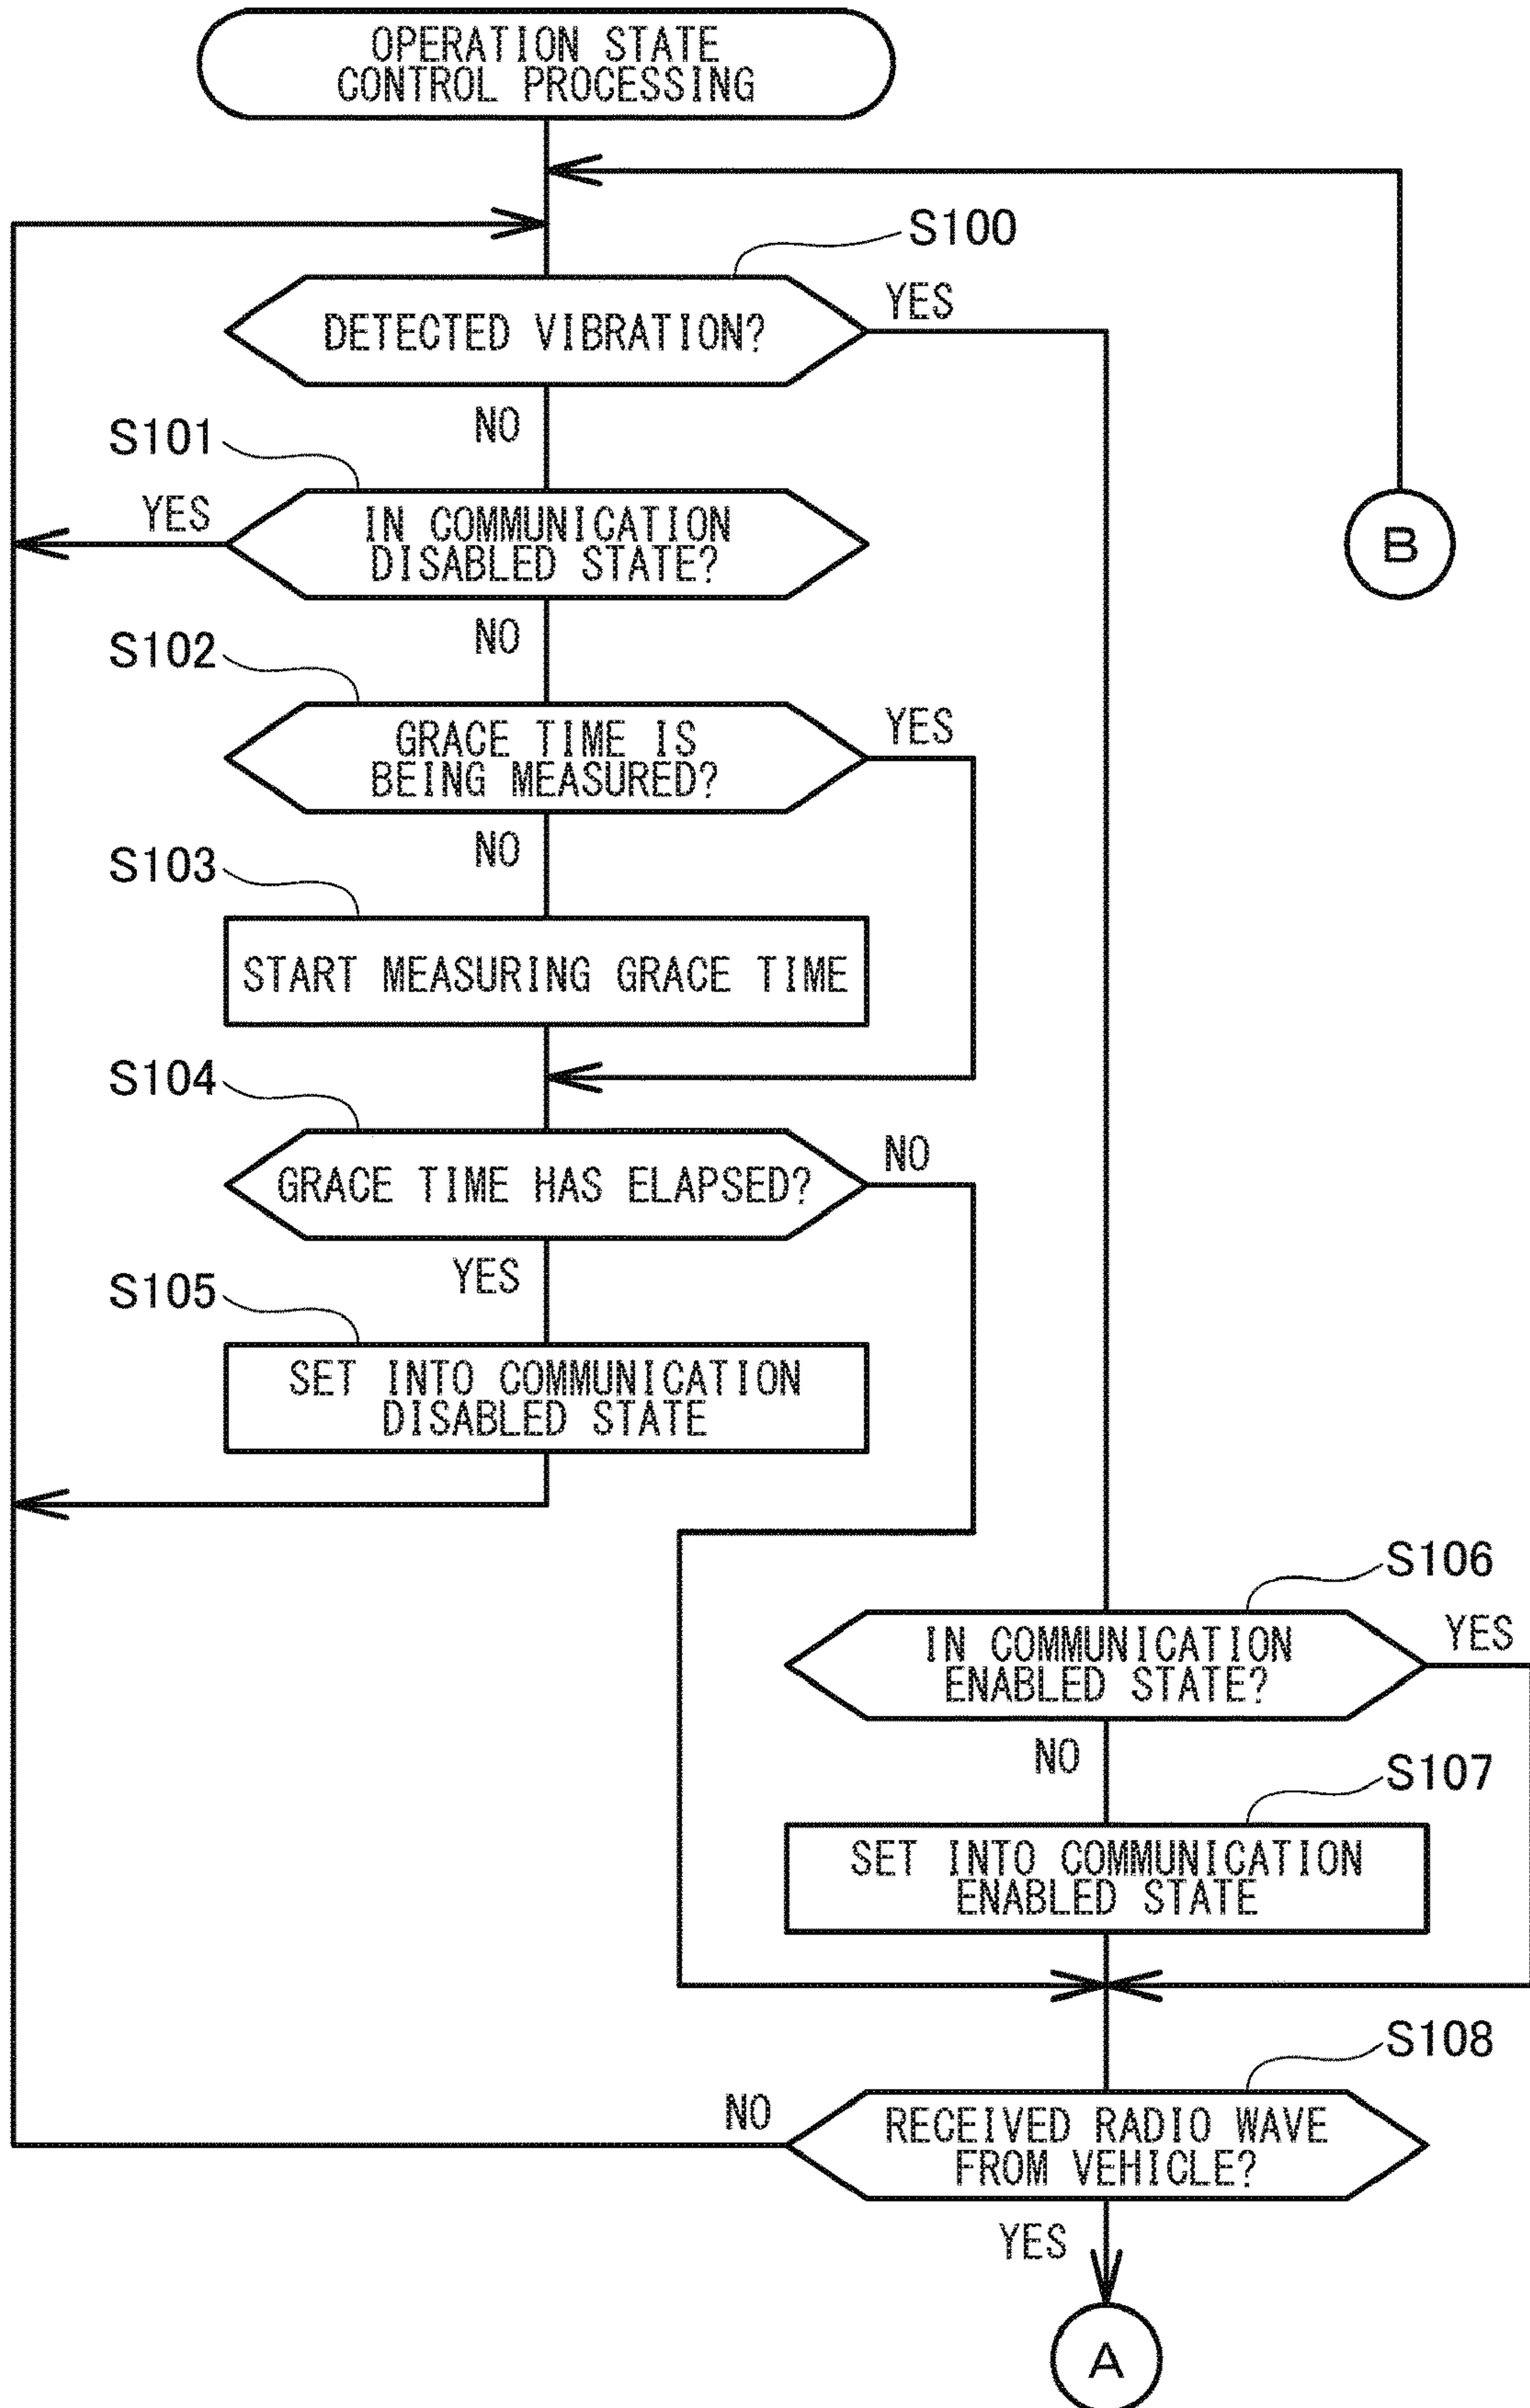 OPERATION STATE
CONTROL PROCESSING
S100
DETECTED VIBRATION?
YES
NO
S101
YES
IN COMMUNICATION
DISABLED STATE?
B
NO
S102
GRACE TIME IS
BEING MEASURED?
YES
NO
S103
START MEASURING GRACE TIME
S104
GRACE TIME HAS ELAPSED?
NO
YES
S105
SET INTO COMMUNICATION
DISABLED STATE
S106
IN COMMUNICATION
ENABLED STATE?
YES
NO
S107
SET INTO COMMUNICATION
ENABLED STATE
S108
NO
RECEIVED RADIO WAVE
FROM VEHICLE?
YES
A